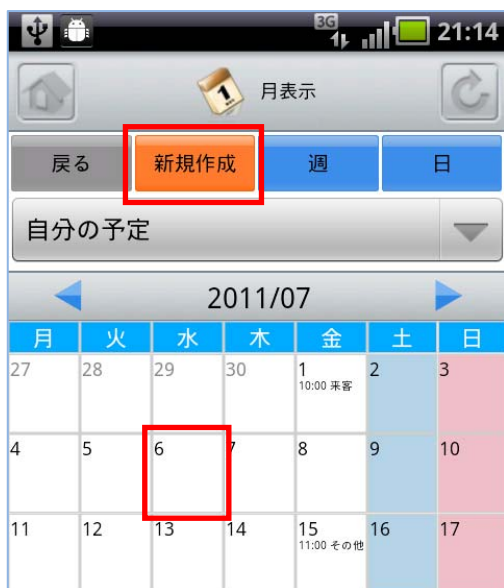 3G 21:14
1 月表示
戻る 新規作成 週 日
自分の予定
2011/07
月 火 水 木 金 土 日
27 28 29 30 1 2 3
10:00 来客
4 5 6 7 8 9 10
11 12 13 14 15 16 17
11:00 その他